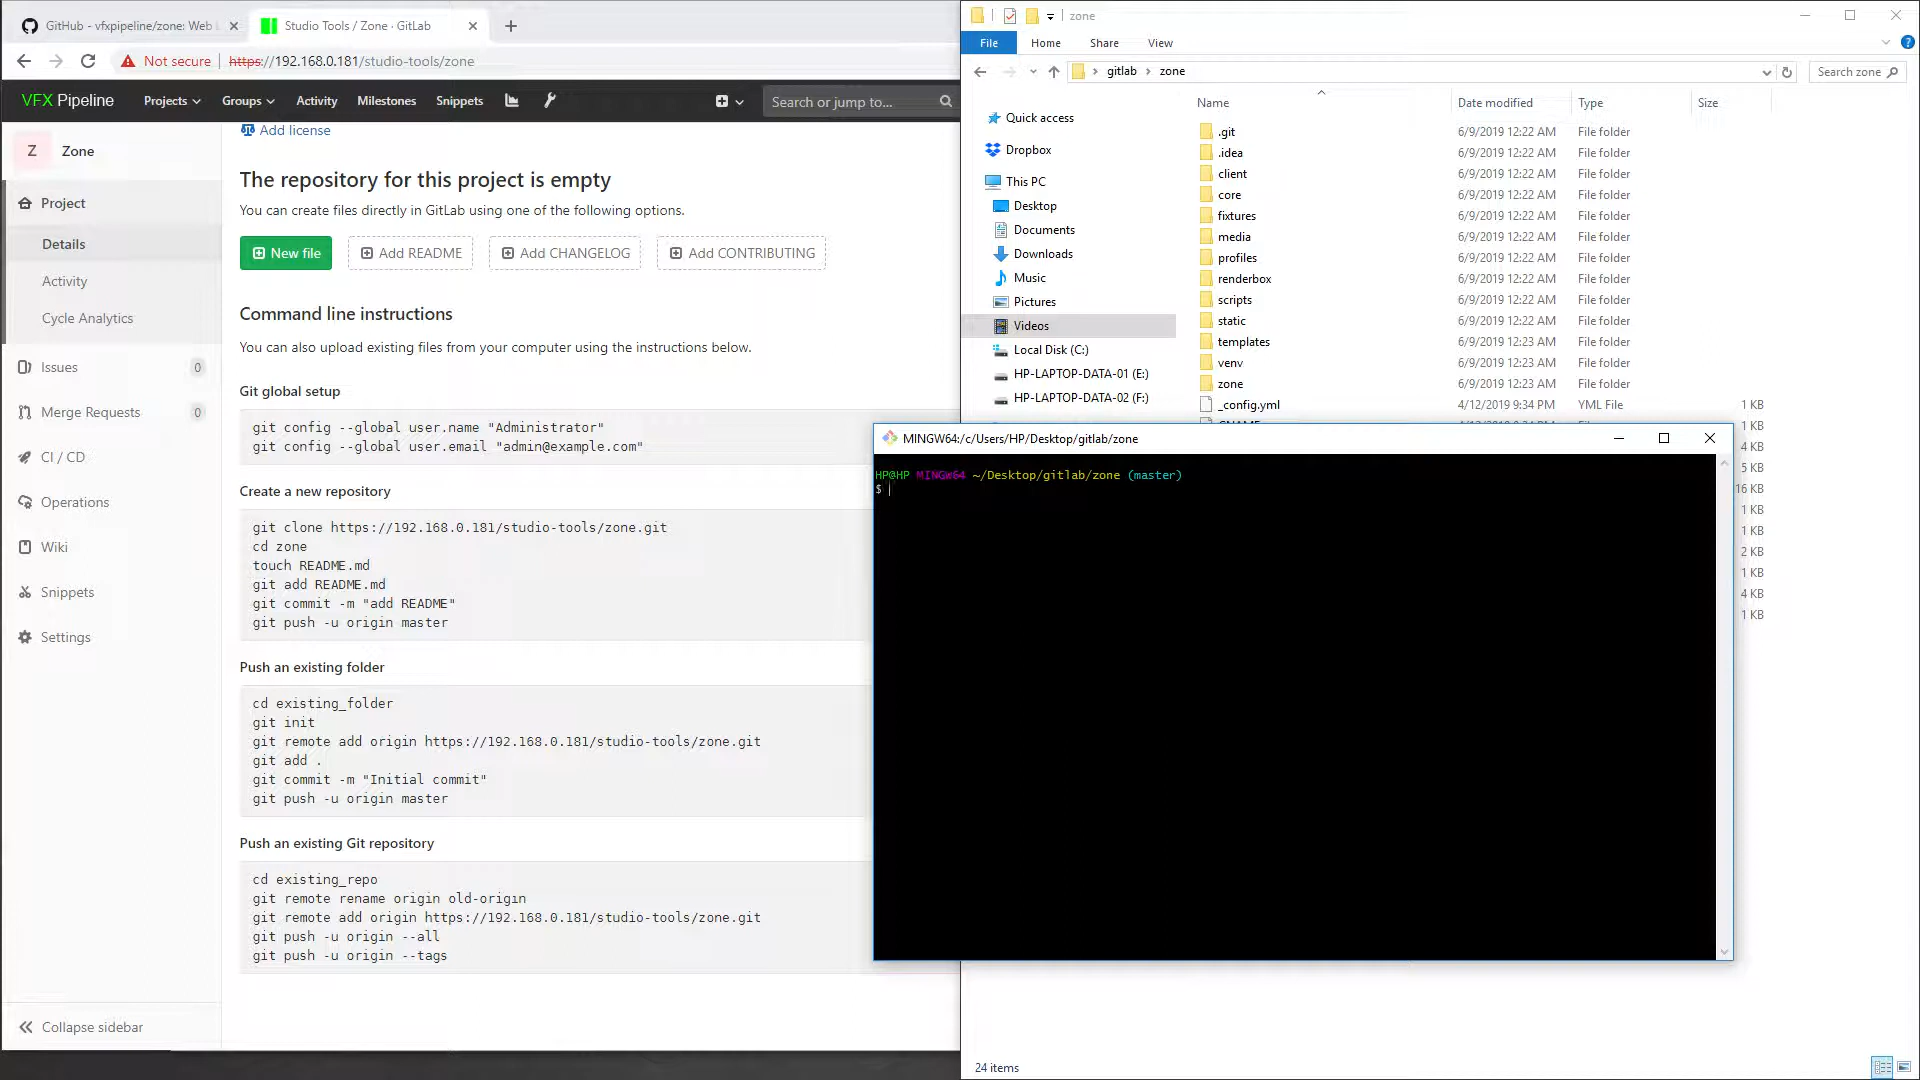 GitHub - vfxpipeline/zone: Web
Studio Tools / Zone · GitLab
Not secure
https://192.168.0.181/studio-tools/zone
VFX Pipeline
Projects
Groups
Activity
Milestones
Snippets
Search or jump to...
Z
Zone
Project
Details
Activity
Cycle Analytics
Issues
0
Merge Requests
0
CI / CD
Operations
Wiki
Snippets
Settings
Collapse sidebar
Add license
The repository for this project is empty
You can create files directly in GitLab using one of the following options.
New file
Add README
Add CHANGELOG
Add CONTRIBUTING
Command line instructions
You can also upload existing files from your computer using the instructions below.
Git global setup
git config --global user.name "Administrator"
git config --global user.email "admin@example.com"
Create a new repository
git clone https://192.168.0.181/studio-tools/zone.git
cd zone
touch README.md
git add README.md
git commit -m "add README"
git push -u origin master
Push an existing folder
cd existing_folder
git init
git remote add origin https://192.168.0.181/studio-tools/zone.git
git add .
git commit -m "Initial commit"
git push -u origin master
Push an existing Git repository
cd existing_repo
git remote rename origin old-origin
git remote add origin https://192.168.0.181/studio-tools/zone.git
git push -u origin --all
git push -u origin --tags
zone
File
Home
Share
View
gitlab
zone
Search zone
Quick access
Dropbox
This PC
Desktop
Documents
Downloads
Music
Pictures
Videos
Local Disk (C:)
HP-LAPTOP-DATA-01 (E:)
HP-LAPTOP-DATA-02 (F:)
Name Date modified Type Size
.git 6/9/2019 12:22 AM File folder
.idea 6/9/2019 12:22 AM File folder
client 6/9/2019 12:22 AM File folder
core 6/9/2019 12:22 AM File folder
fixtures 6/9/2019 12:22 AM File folder
media 6/9/2019 12:22 AM File folder
profiles 6/9/2019 12:22 AM File folder
renderbox 6/9/2019 12:22 AM File folder
scripts 6/9/2019 12:22 AM File folder
static 6/9/2019 12:22 AM File folder
templates 6/9/2019 12:23 AM File folder
venv 6/9/2019 12:23 AM File folder
zone 6/9/2019 12:23 AM File folder
_config.yml 4/12/2019 9:34 PM YML File 1 KB
1 KB
4 KB
5 KB
16 KB
1 KB
1 KB
2 KB
1 KB
4 KB
1 KB
MINGW64:/c/Users/HP/Desktop/gitlab/zone
HP@HP MINGW64 ~/Desktop/gitlab/zone (master)
$
24 items